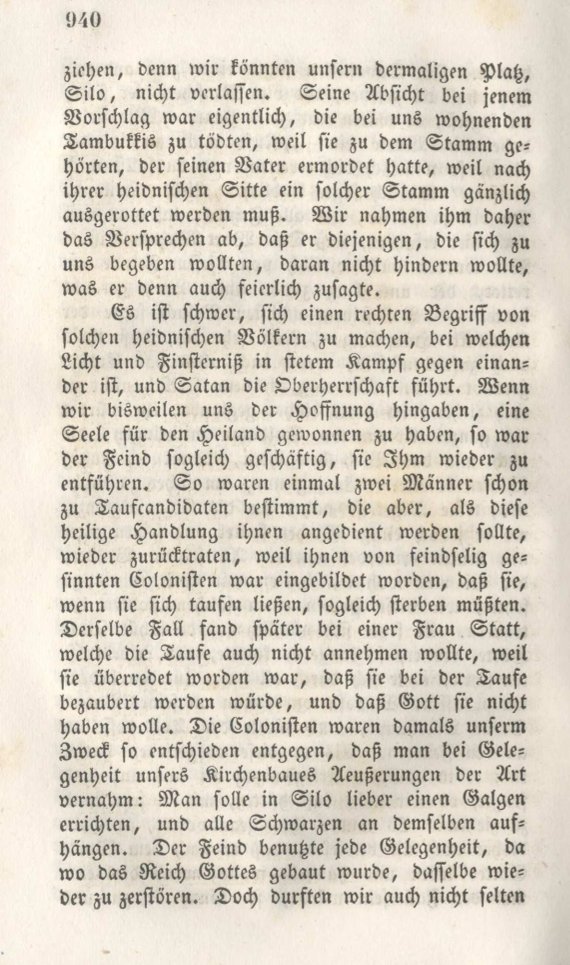 940
ziehen, denn wir könnten unsern dermaligen Platz,
Silo, nicht verlassen. Seine Absicht bei jenem
Vorschlag war eigentlich, die bei uns wohnenden
Tambukkis zu tödten, weil sie zu dem Stamm ge-
hörten, der seinen Vater ermordet hatte, weil nach
ihrer heidnischen Sitte ein solcher Stamm gänzlich
ausgerottet werden muß. Wir nahmen ihm daher
das Versprechen ab, daß er diejenigen, die sich zu
uns begeben wollten, daran nicht hindern wollte,
was er denn auch feierlich zusagte.
Es ist schwer, sich einen rechten Begriff von
solchen heidnischen Völkern zu machen, bei welchen
Licht und Finsterniß in stetem Kampf gegen einan-
der ist, und Satan die Oberherrschaft führt. Wenn
wir bisweilen uns der Hoffnung hingaben, eine
Seele für den Heiland gewonnen zu haben, so war
der Feind sogleich geschäftig, sie Ihm wieder zu
entführen. So waren einmal zwei Männer schon
zu Taufcandidaten bestimmt, die aber, als diese
heilige Handlung ihnen angedient werden sollte,
wieder zurücktraten, weil ihnen von feindselig ge-
sinnten Colonisten war eingebildet worden, daß sie,
wenn sie sich taufen ließen, sogleich sterben müßten.
Derselbe Fall fand später bei einer Frau Statt,
welche die Taufe auch nicht annehmen wollte, weil
sie überredet worden war, daß sie bei der Taufe
bezaubert werden würde, und daß Gott sie nicht
haben wolle. Die Colonisten waren damals unserm
Zweck so entschieden entgegen, daß man bei Gele-
genheit unsers Kirchenbaues Aeußerungen der Art
vernahm: Man solle in Silo lieber einen Galgen
errichten, und alle Schwarzen an demselben auf-
hängen. Der Feind benutzte jede Gelegenheit, da
wo das Reich Gottes gebaut wurde, dasselbe wie-
der zu zerstören. Doch durften wir auch nicht selten